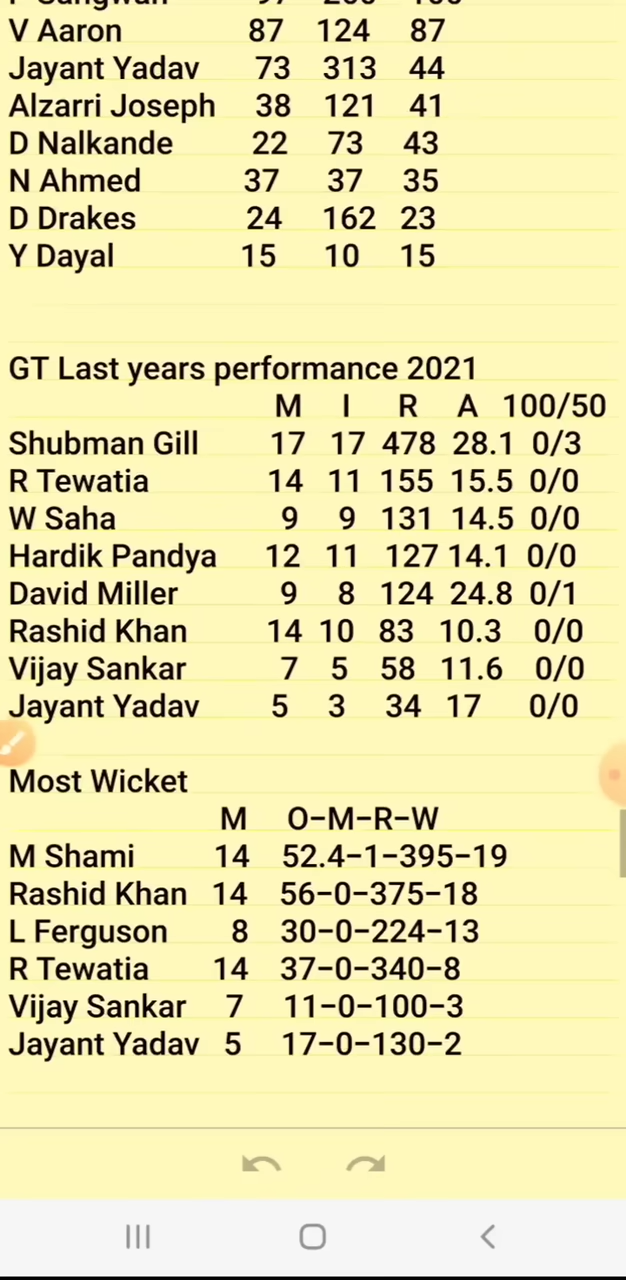 V Aaron 87 124 87
Jayant Yadav 73 313 44
Alzarri Joseph 38 121 41
D Nalkande 22 73 43
N Ahmed 37 37 35
D Drakes 24 162 23
Y Dayal 15 10 15
GT Last years performance 2021
M I R A 100/50
Shubman Gill 17 17 478 28.1 0/3
R Tewatia 14 11 155 15.5 0/0
W Saha 9 9 131 14.5 0/0
Hardik Pandya 12 11 127 14.1 0/0
David Miller 9 8 124 24.8 0/1
Rashid Khan 14 10 83 10.3 0/0
Vijay Sankar 7 5 58 11.6 0/0
Jayant Yadav 5 3 34 17 0/0
Most Wicket
M O-M-R-W
M Shami 14 52.4-1-395-19
Rashid Khan 14 56-0-375-18
L Ferguson 8 30-0-224-13
R Tewatia 14 37-0-340-8
Vijay Sankar 7 11-0-100-3
Jayant Yadav 5 17-0-130-2